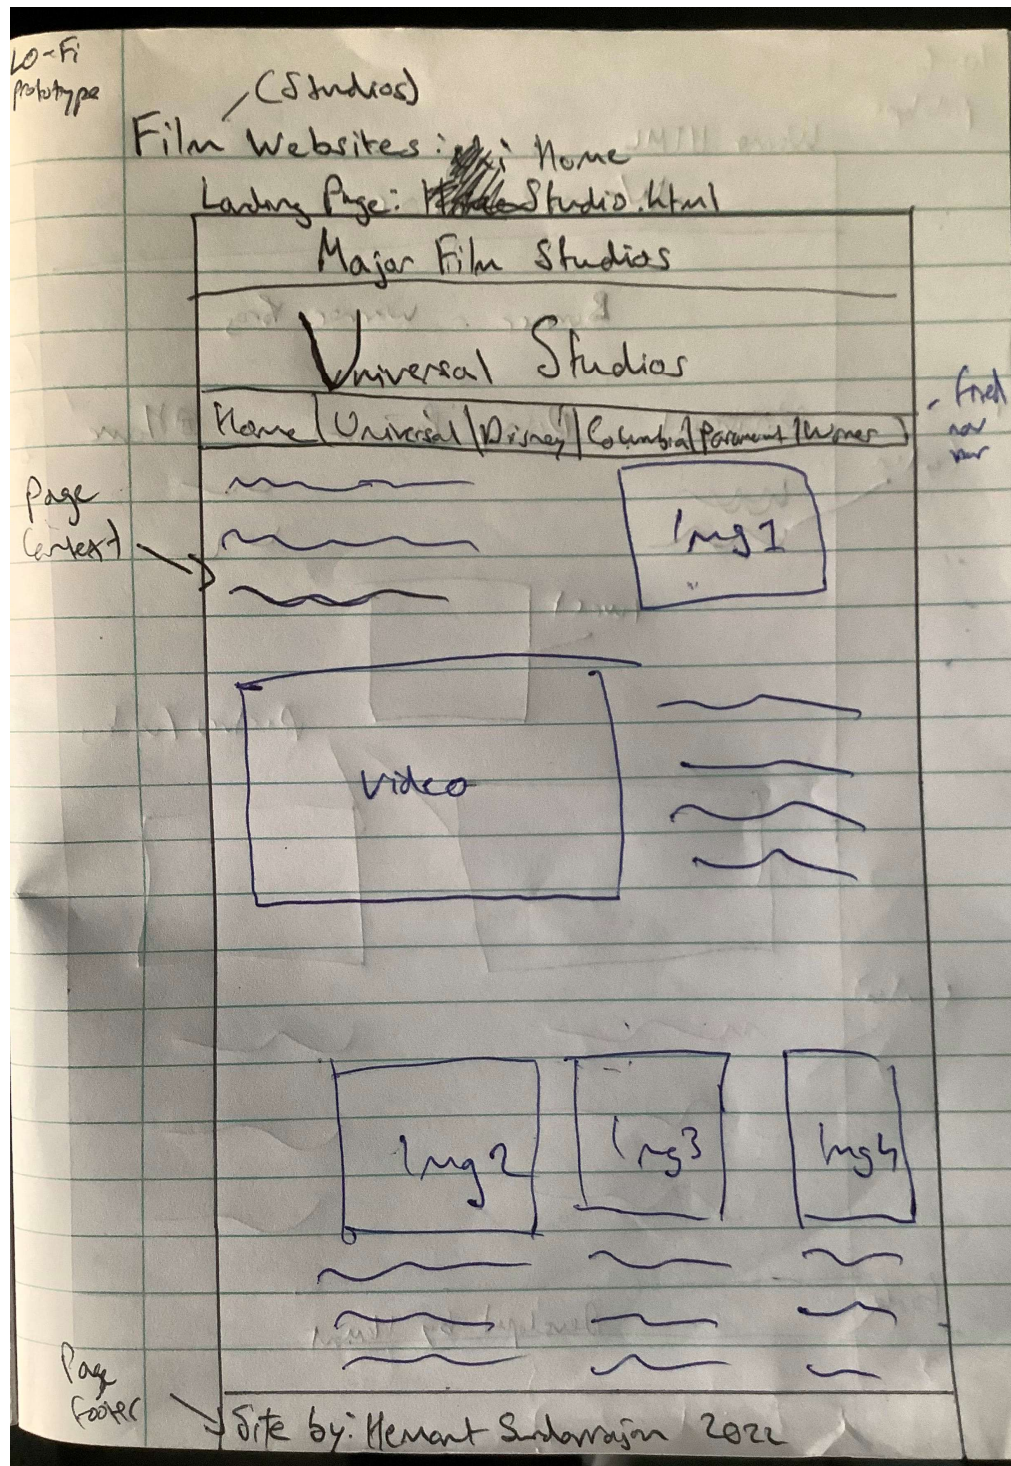 Lo-Fi
prototype
(Studios)
Film Websites: Home
Landing Page: Studio.html
Major Film Studios
Universal Studios
Home | Universal | Disney | Columbia | Paramount | Warner
- fixed
nav
bar
Page
Context
Img1
video
Img2 Img3 Img4
Page
footer
Site by: Hemant Sundarrajan 2022